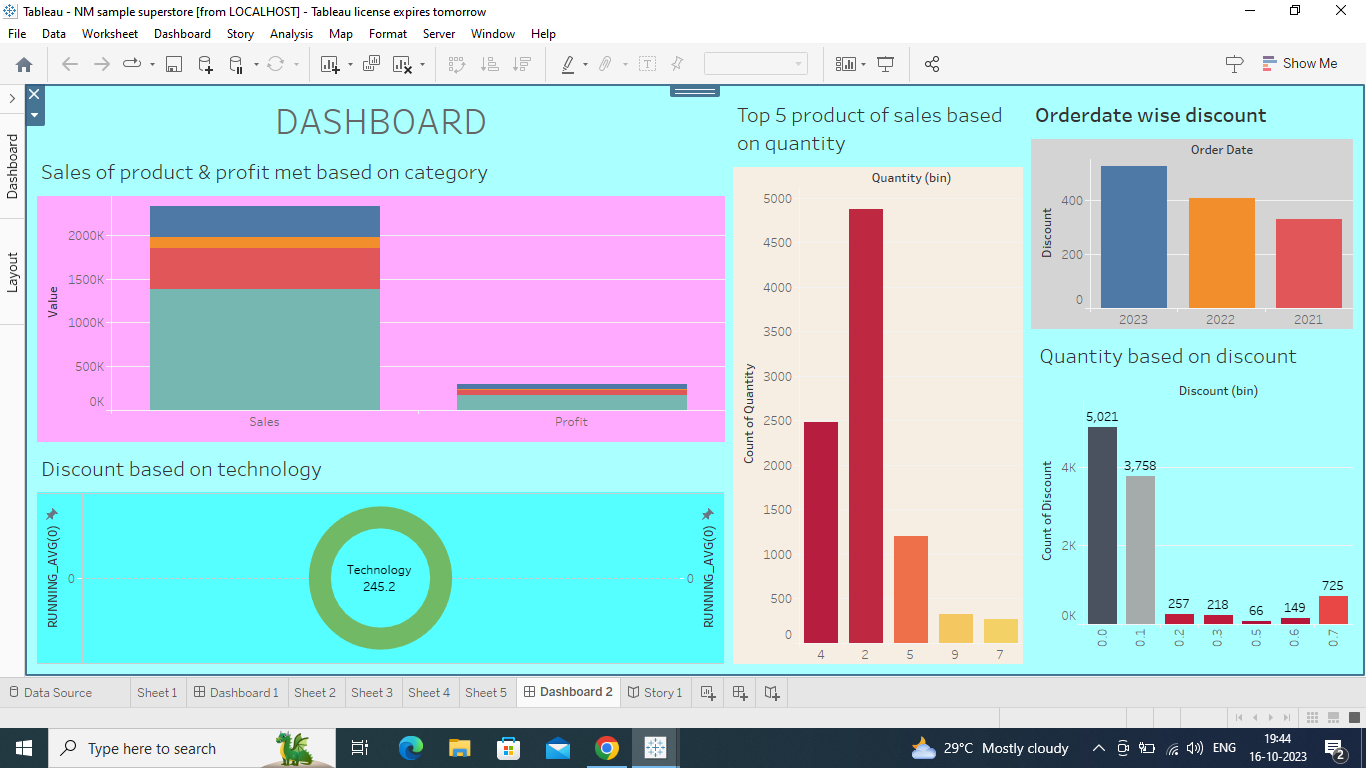 Tableau - NM sample superstore [from LOCALHOST] - Tableau license expires tomorrow
File Data Worksheet Dashboard Story Analysis Map Format Server Window Help
Show Me
Dashboard
Layout
DASHBOARD
Sales of product & profit met based on category
Value
2000K
1500K
1000K
500K
0K
Sales Profit
Discount based on technology
RUNNING_AVG(0)
0
Technology
245.2
0
RUNNING_AVG(0)
Top 5 product of sales based
on quantity
Quantity (bin)
Count of Quantity
5000
4500
4000
3500
3000
2500
2000
1500
1000
500
0
4 2 5 9 7
Orderdate wise discount
Order Date
Discount
400
200
0
2023 2022 2021
Quantity based on discount
Discount (bin)
Count of Discount
4K
2K
0K
5,021
3,758
257 218 66 149 725
0.0 0.1 0.2 0.3 0.5 0.6 0.7
Data Source Sheet 1 Dashboard 1 Sheet 2 Sheet 3 Sheet 4 Sheet 5 Dashboard 2 Story 1
Type here to search
29°C Mostly cloudy
ENG
19:44
16-10-2023
2